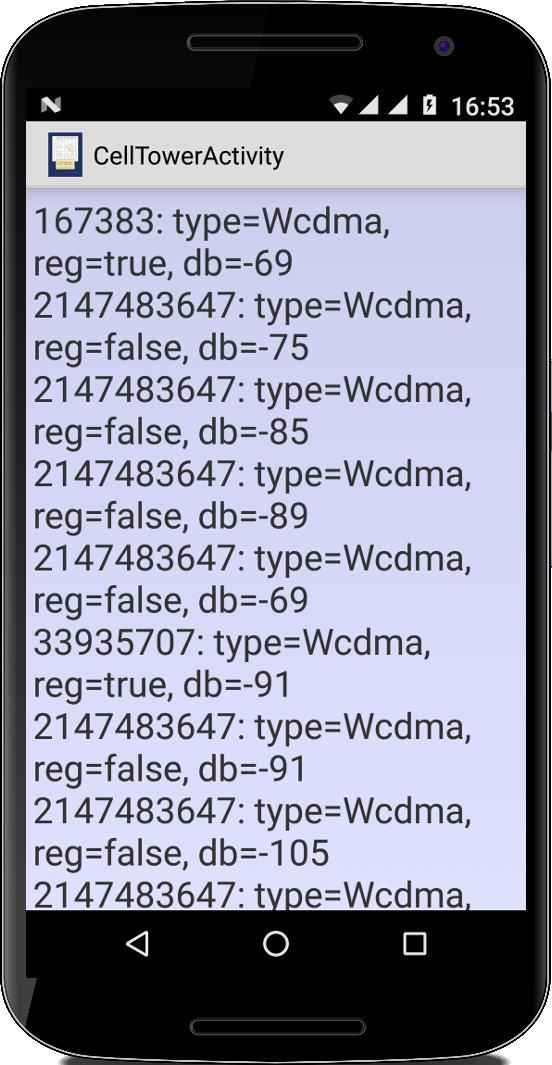 16:53
CellTowerActivity
167383: type=Wcdma,
reg=true, db=-69
2147483647: type=Wcdma,
reg=false, db=-75
2147483647: type=Wcdma,
reg=false, db=-85
2147483647: type=Wcdma,
reg=false, db=-89
2147483647: type=Wcdma,
reg=false, db=-69
33935707: type=Wcdma,
reg=true, db=-91
2147483647: type=Wcdma,
reg=false, db=-91
2147483647: type=Wcdma,
reg=false, db=-105
2147483647: type=Wcdma,